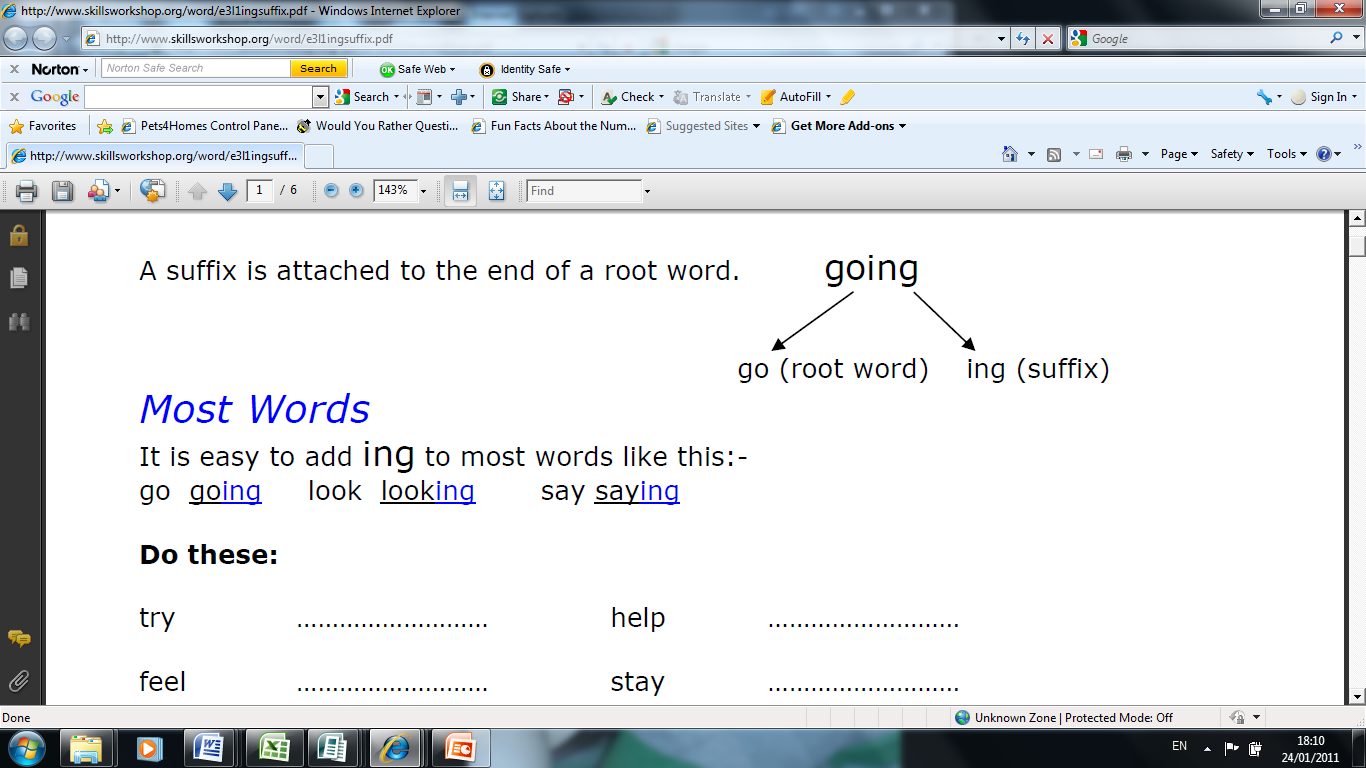 http://www.skillsworkshop.org/word/e3l1ingsuffix.pdf - Windows Internet Explorer
http://www.skillsworkshop.org/word/e3l1ingsuffix.pdf Google
x Norton Norton Safe Search Search OK Safe Web Identity Safe
x Google Search Share Check Translate AutoFill Sign In
Favorites Pets4Homes Control Pane... Would You Rather Questi... Fun Facts About the Num... Suggested Sites Get More Add-ons
http://www.skillsworkshop.org/word/e3l1ingsuff... Page Safety Tools »
1 / 6 143% Find
A suffix is attached to the end of a root word. going
go (root word) ing (suffix)
Most Words
It is easy to add ing to most words like this:-
go going look looking say saying
Do these:
try ........................... help ...........................
feel ........................... stay ...........................
Done Unknown Zone | Protected Mode: Off
EN 18:10
24/01/2011